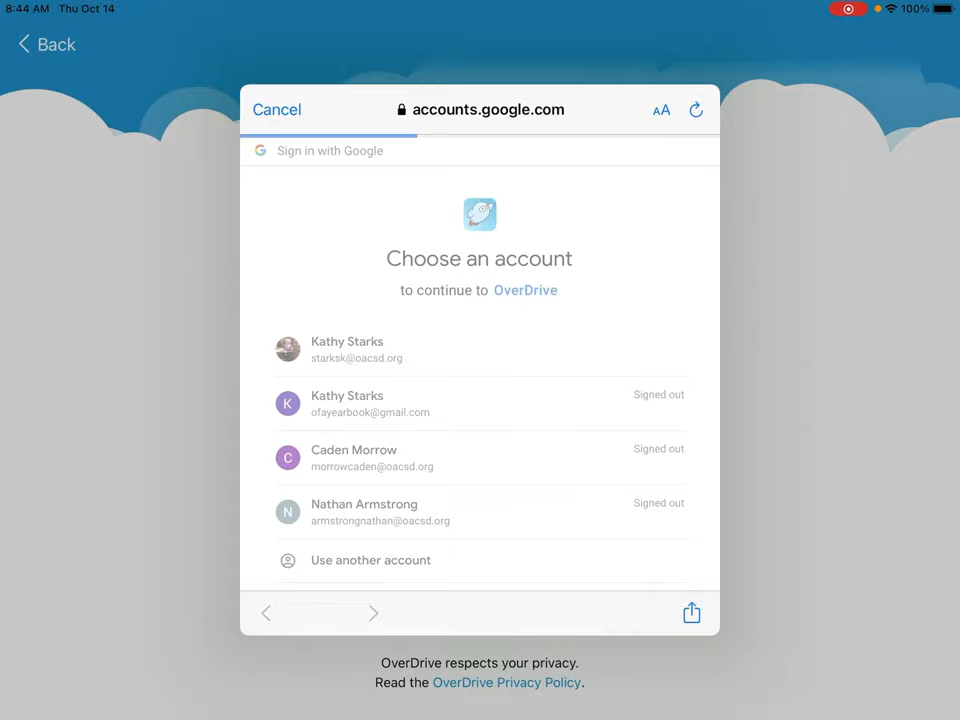 8:44 AM Thu Oct 14
100%
Back
Cancel
accounts.google.com
AA
Sign in with Google
Choose an account
to continue to OverDrive
Kathy Starks
starksk@oacsd.org
K
Kathy Starks
Signed out
ofayearbook@gmail.com
C
Caden Morrow
Signed out
morrowcaden@oacsd.org
N
Nathan Armstrong
Signed out
armstrongnathan@oacsd.org
Use another account
OverDrive respects your privacy.
Read the OverDrive Privacy Policy.